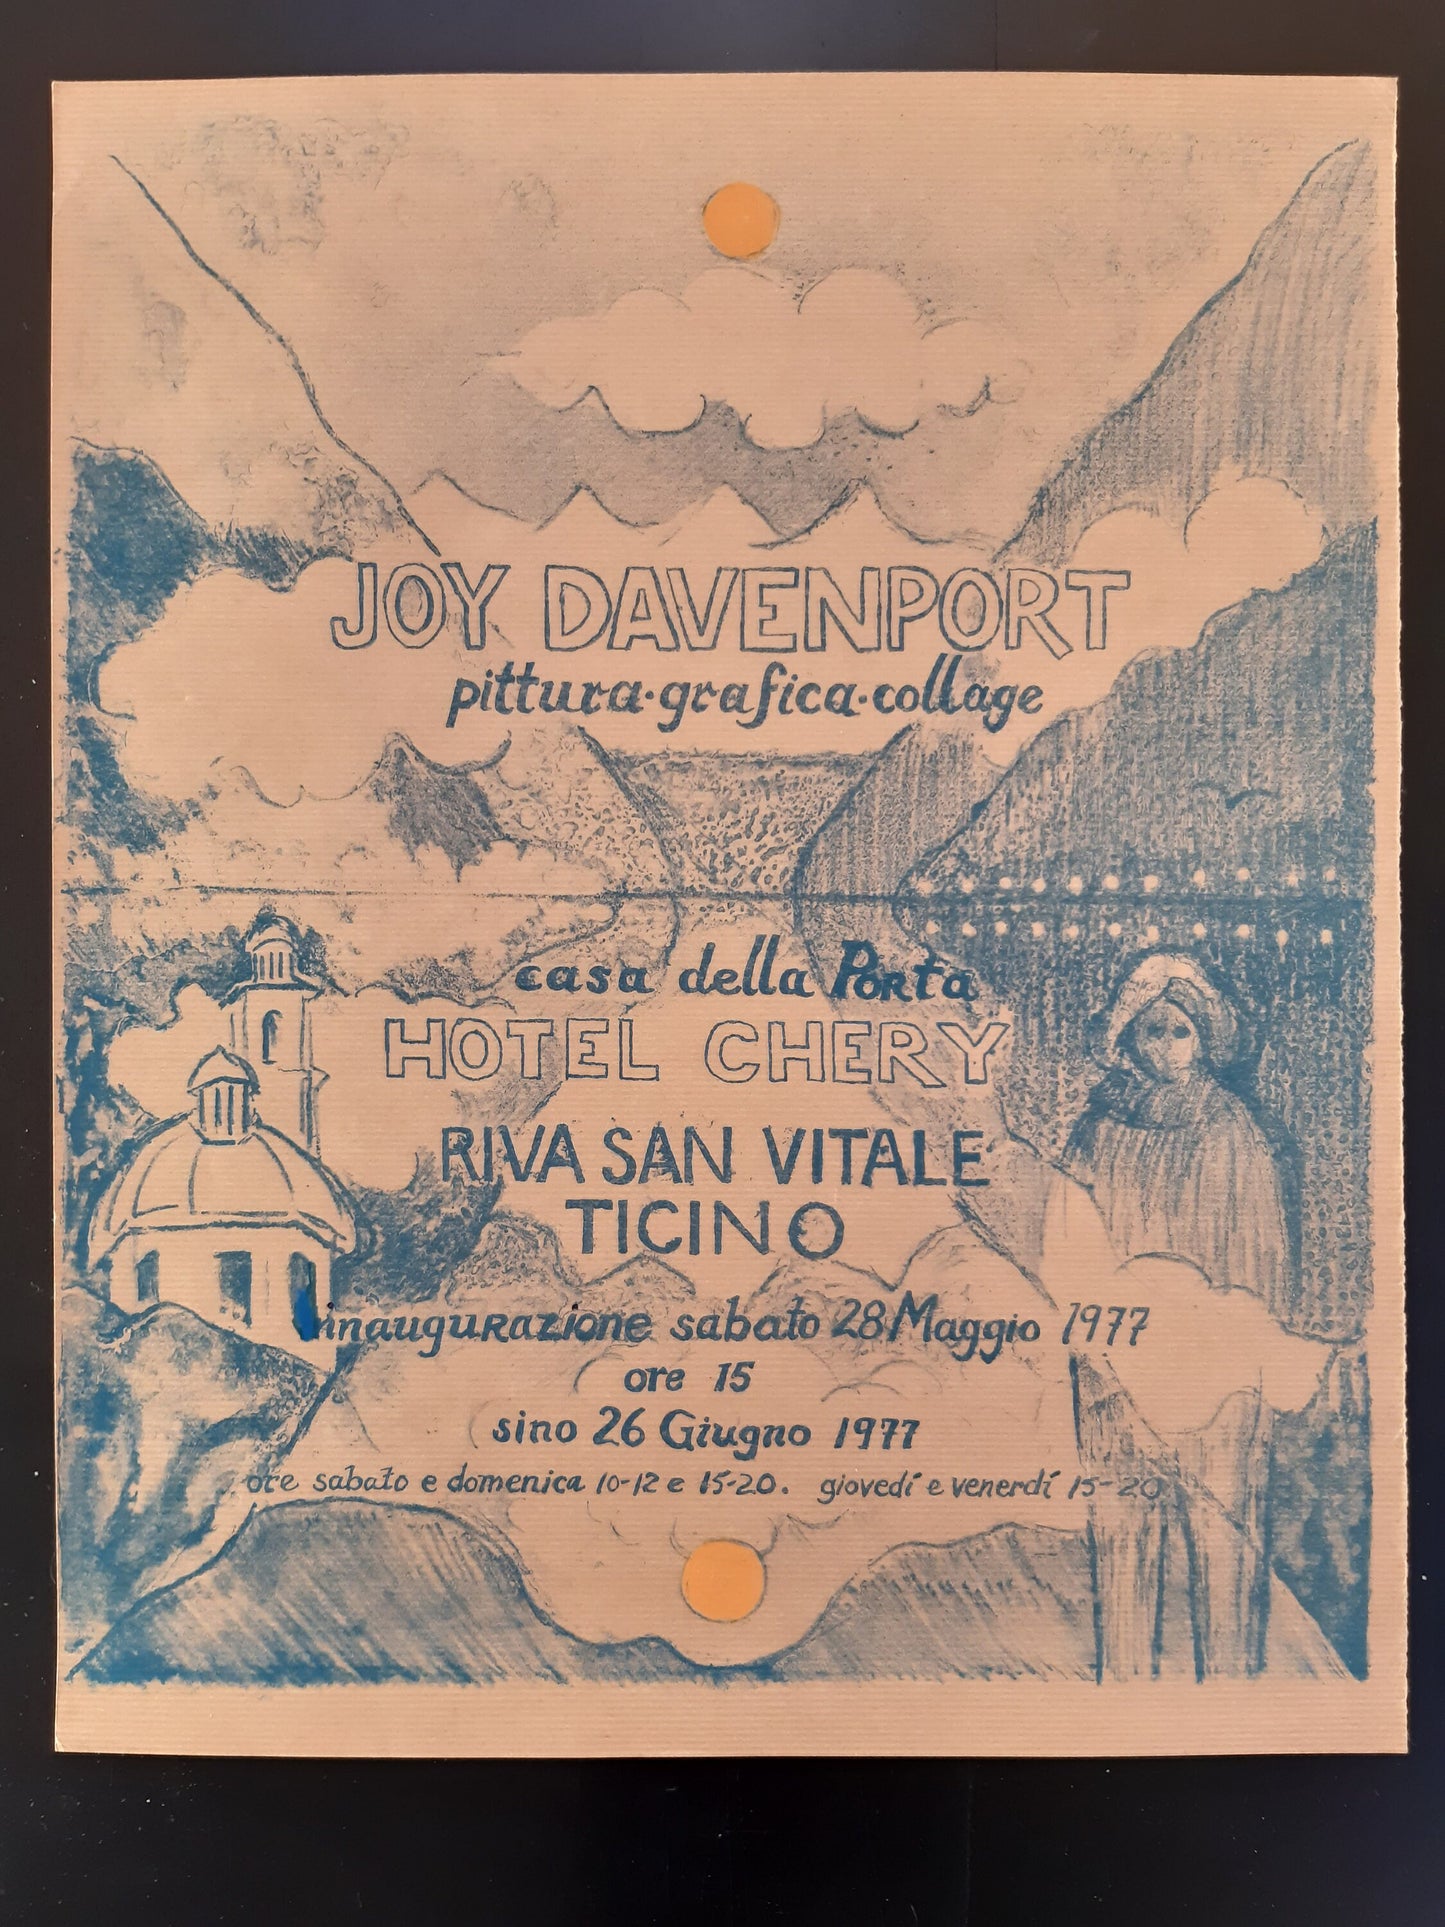 JOY DAVENPORT
pittura·grafica·collage
casa della Porta
HOTEL CHERY
RIVA SAN VITALE
TICINO
innaugurazione sabato 28 Maggio 1977
ore 15
sino 26 Giugno 1977
ore sabato e domenica 10-12 e 15-20. giovedí e venerdí 15-20